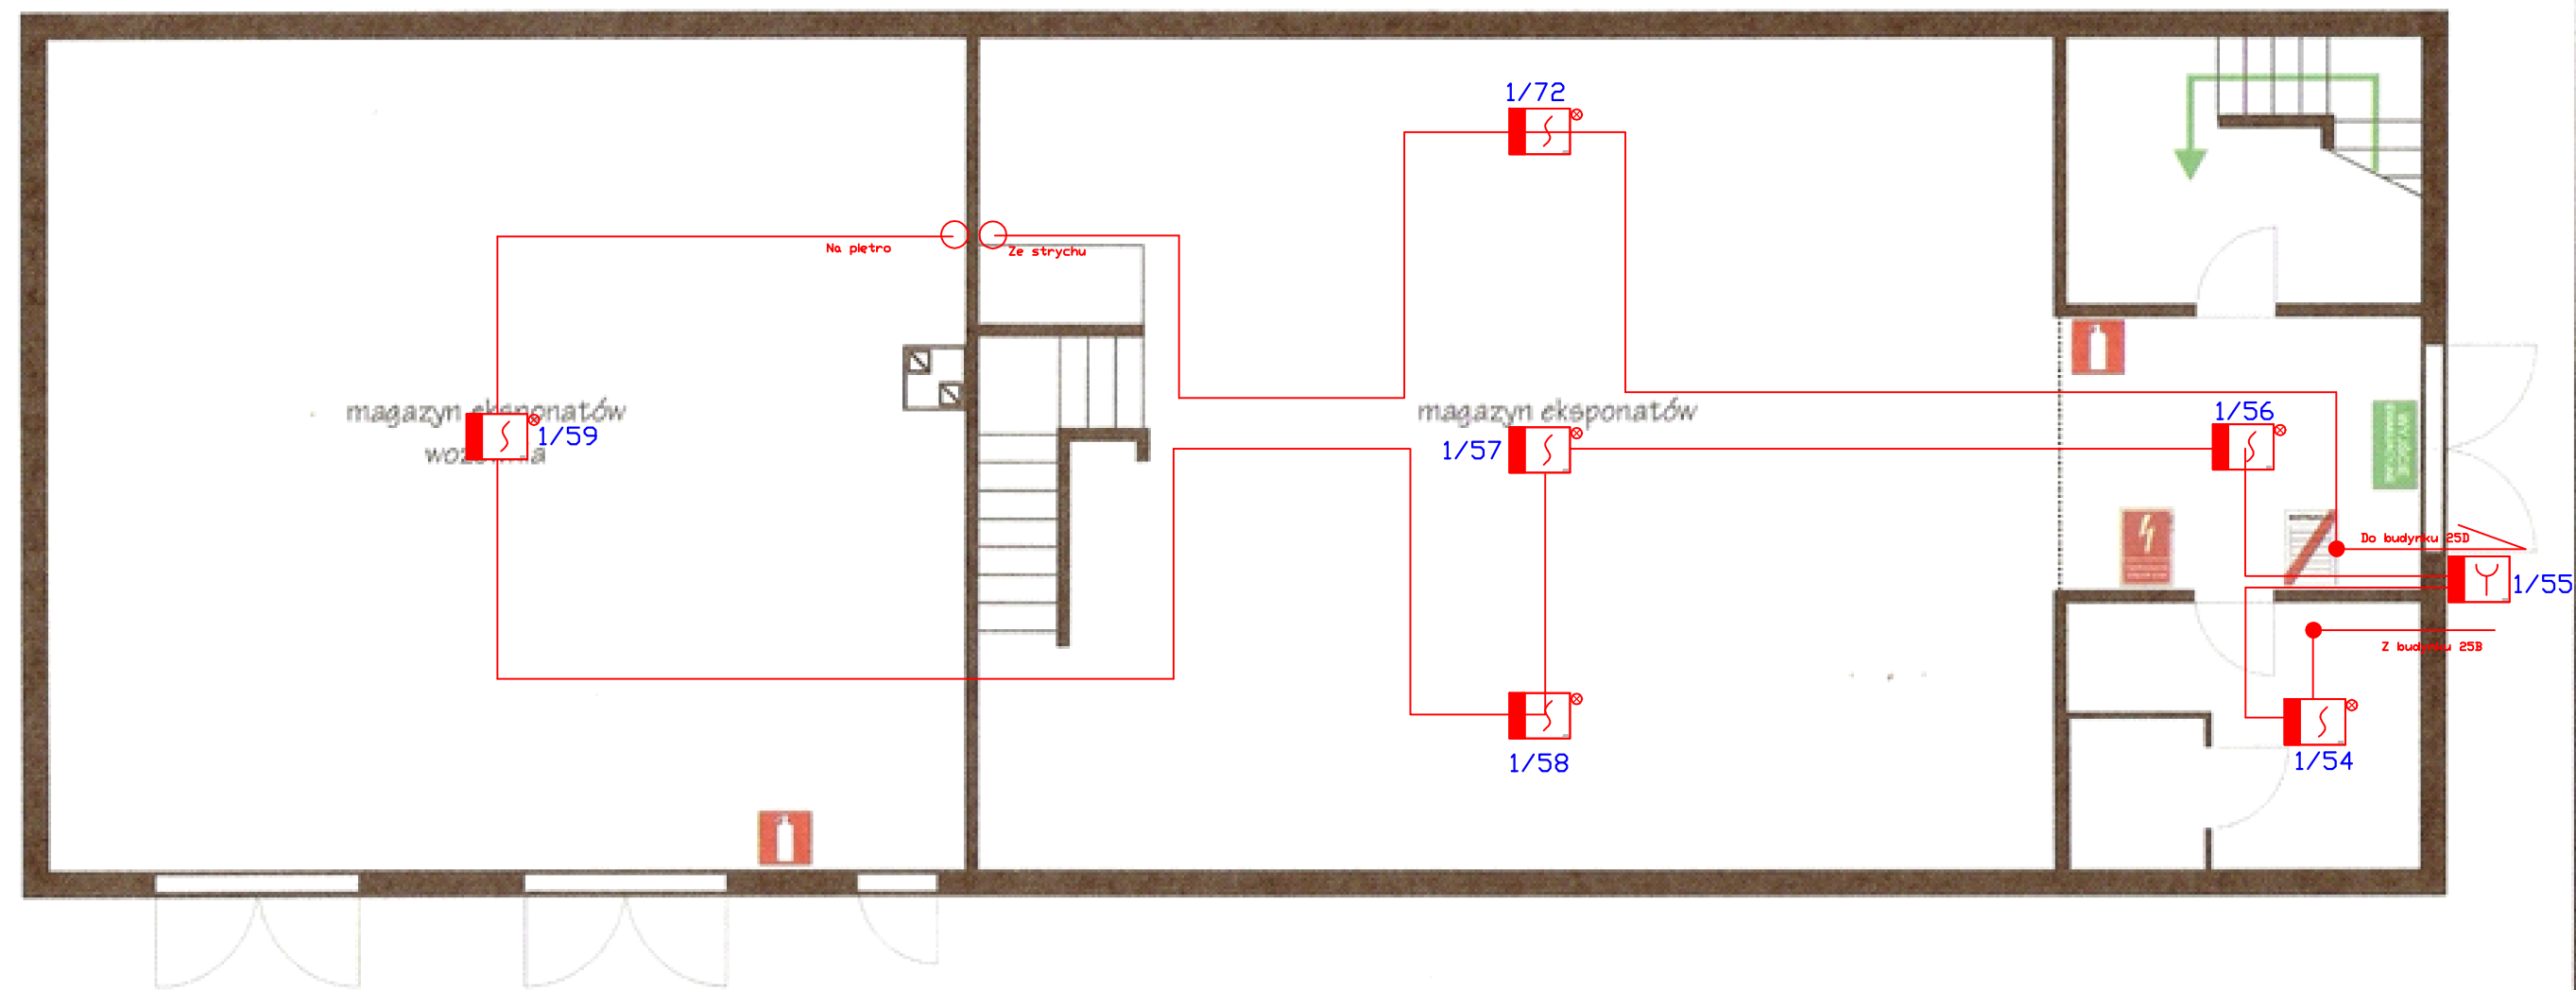 1/72
Na piętro
Ze strychu
magazyn eksponatów
wozownia
1/59
magazyn eksponatów
1/57
1/56
Do budynku 25D
1/55
Z budynku 25B
1/58
1/54